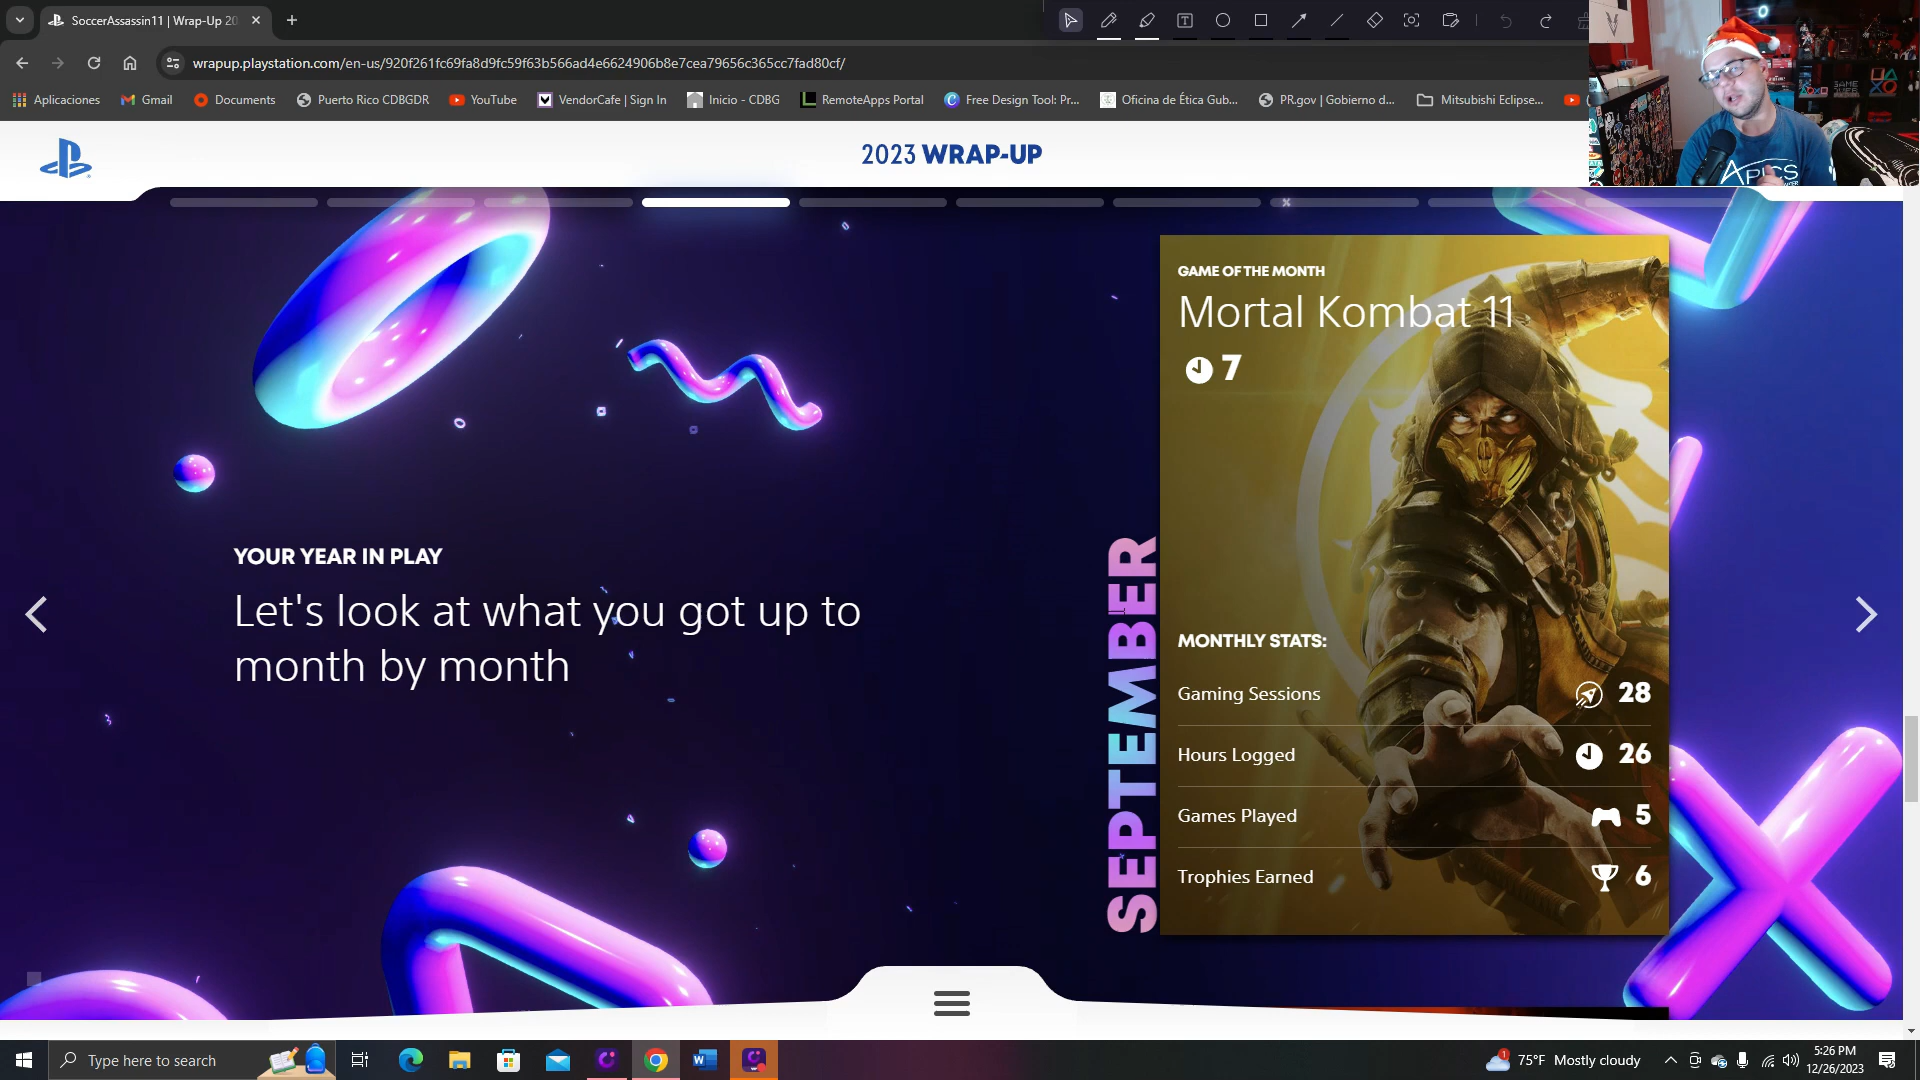 SoccerAssassin11 | Wrap-Up 20
wrapup.playstation.com/en-us/920f261fc69fa8d9fc59f63b566ad4e6624906b8e7cea79656c365cc7fad80cf/
Aplicaciones
Gmail
Documents
Puerto Rico CDBGDR
YouTube
VendorCafe | Sign In
Inicio - CDBG
RemoteApps Portal
Free Design Tool: Pr...
Oficina de Ética Gub...
PR.gov | Gobierno d...
Mitsubishi Eclipse...
2023 WRAP-UP
APICS
GAME OF THE MONTH
Mortal Kombat 11
7
YOUR YEAR IN PLAY
Let's look at what you got up to
month by month
SEPTEMBER
MONTHLY STATS:
Gaming Sessions 28
Hours Logged 26
Games Played 5
Trophies Earned 6
Type here to search
1
75°F Mostly cloudy
5:26 PM
12/26/2023